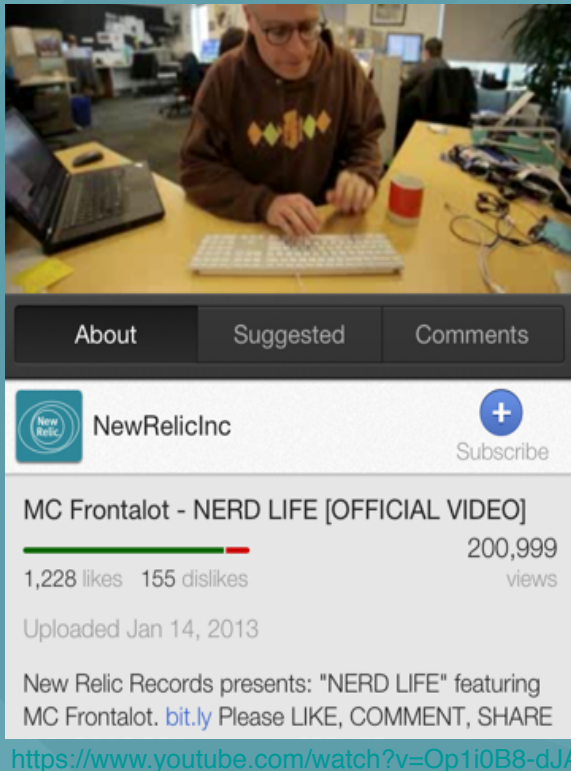 About Suggested Comments
New
Relic.
NewRelicInc
Subscribe
MC Frontalot - NERD LIFE [OFFICIAL VIDEO]
200,999
1,228 likes 155 dislikes views
Uploaded Jan 14, 2013
New Relic Records presents: "NERD LIFE" featuring
MC Frontalot. bit.ly Please LIKE, COMMENT, SHARE
https://www.youtube.com/watch?v=Op1i0B8-dJA